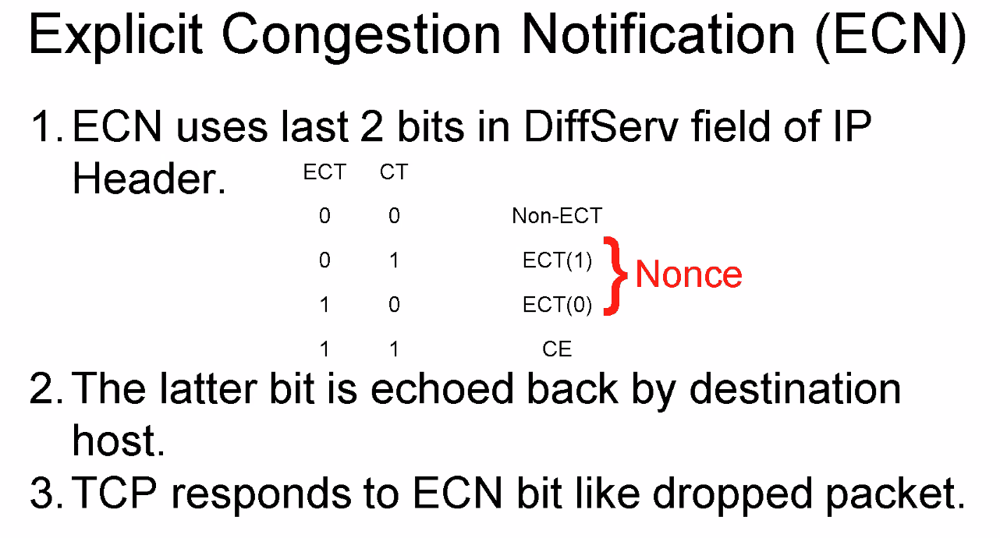 Explicit Congestion Notification (ECN)
1. ECN uses last 2 bits in DiffServ field of IP
Header.
ECT CT
0 0 Non-ECT
0 1 ECT(1)
Nonce
1 0 ECT(0)
1 1 CE
2. The latter bit is echoed back by destination
host.
3. TCP responds to ECN bit like dropped packet.